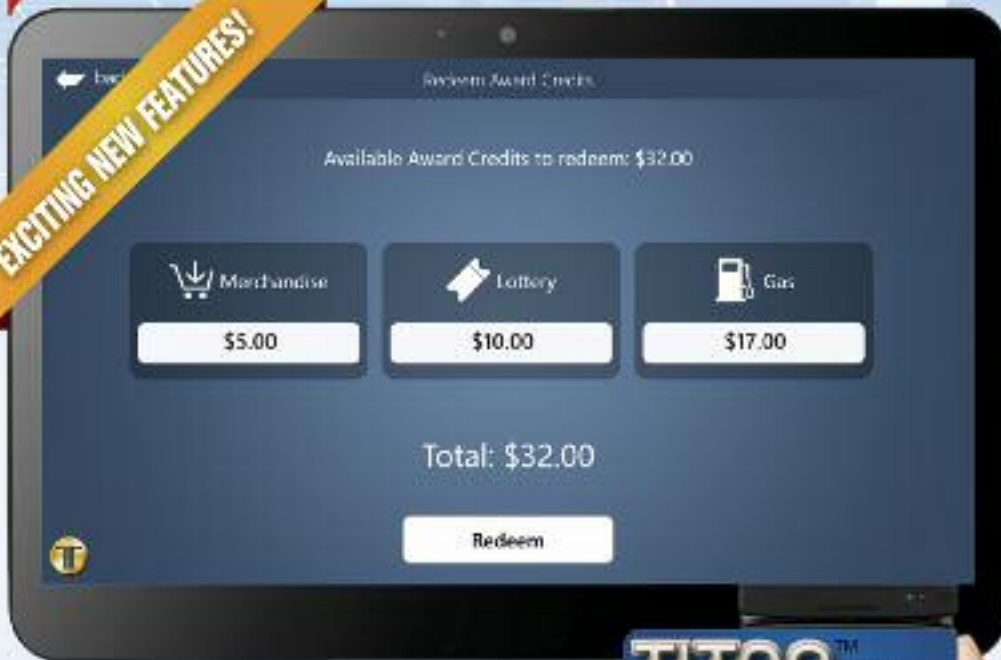 EXCITING NEW FEATURES!
Redeem Award Credits
Available Award Credits to redeem: $32.00
Merchandise
Lottery
Gas
$5.00
$10.00
$17.00
Total: $32.00
Redeem
T